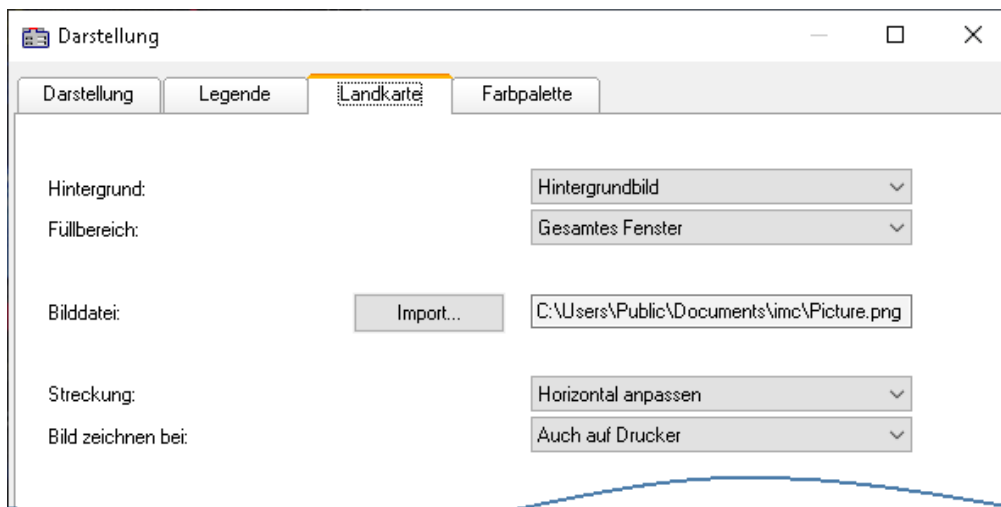 Darstellung
Darstellung Legende Landkarte Farbpalette
Hintergrund: Hintergrundbild
Füllbereich: Gesamtes Fenster
Bilddatei: Import... C:\Users\Public\Documents\imc\Picture.png
Streckung: Horizontal anpassen
Bild zeichnen bei: Auch auf Drucker